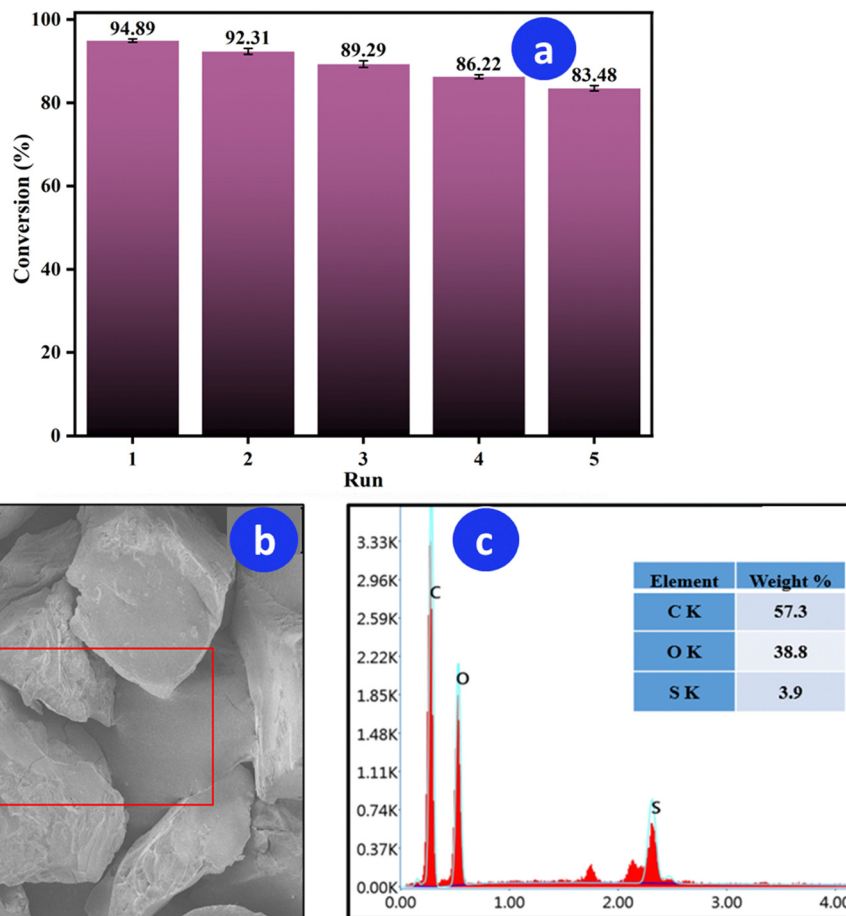 100
80
60
40
20
0
Conversion (%)
94.89
92.31
89.29
86.22
83.48
a
1 2 3 4 5
Run
b
c
3.33K
2.96K
2.59K
2.22K
1.85K
1.48K
1.11K
0.74K
0.37K
0.00K
C
O
S
0.00 1.00 2.00 3.00 4.00
Element Weight %
C K 57.3
O K 38.8
S K 3.9